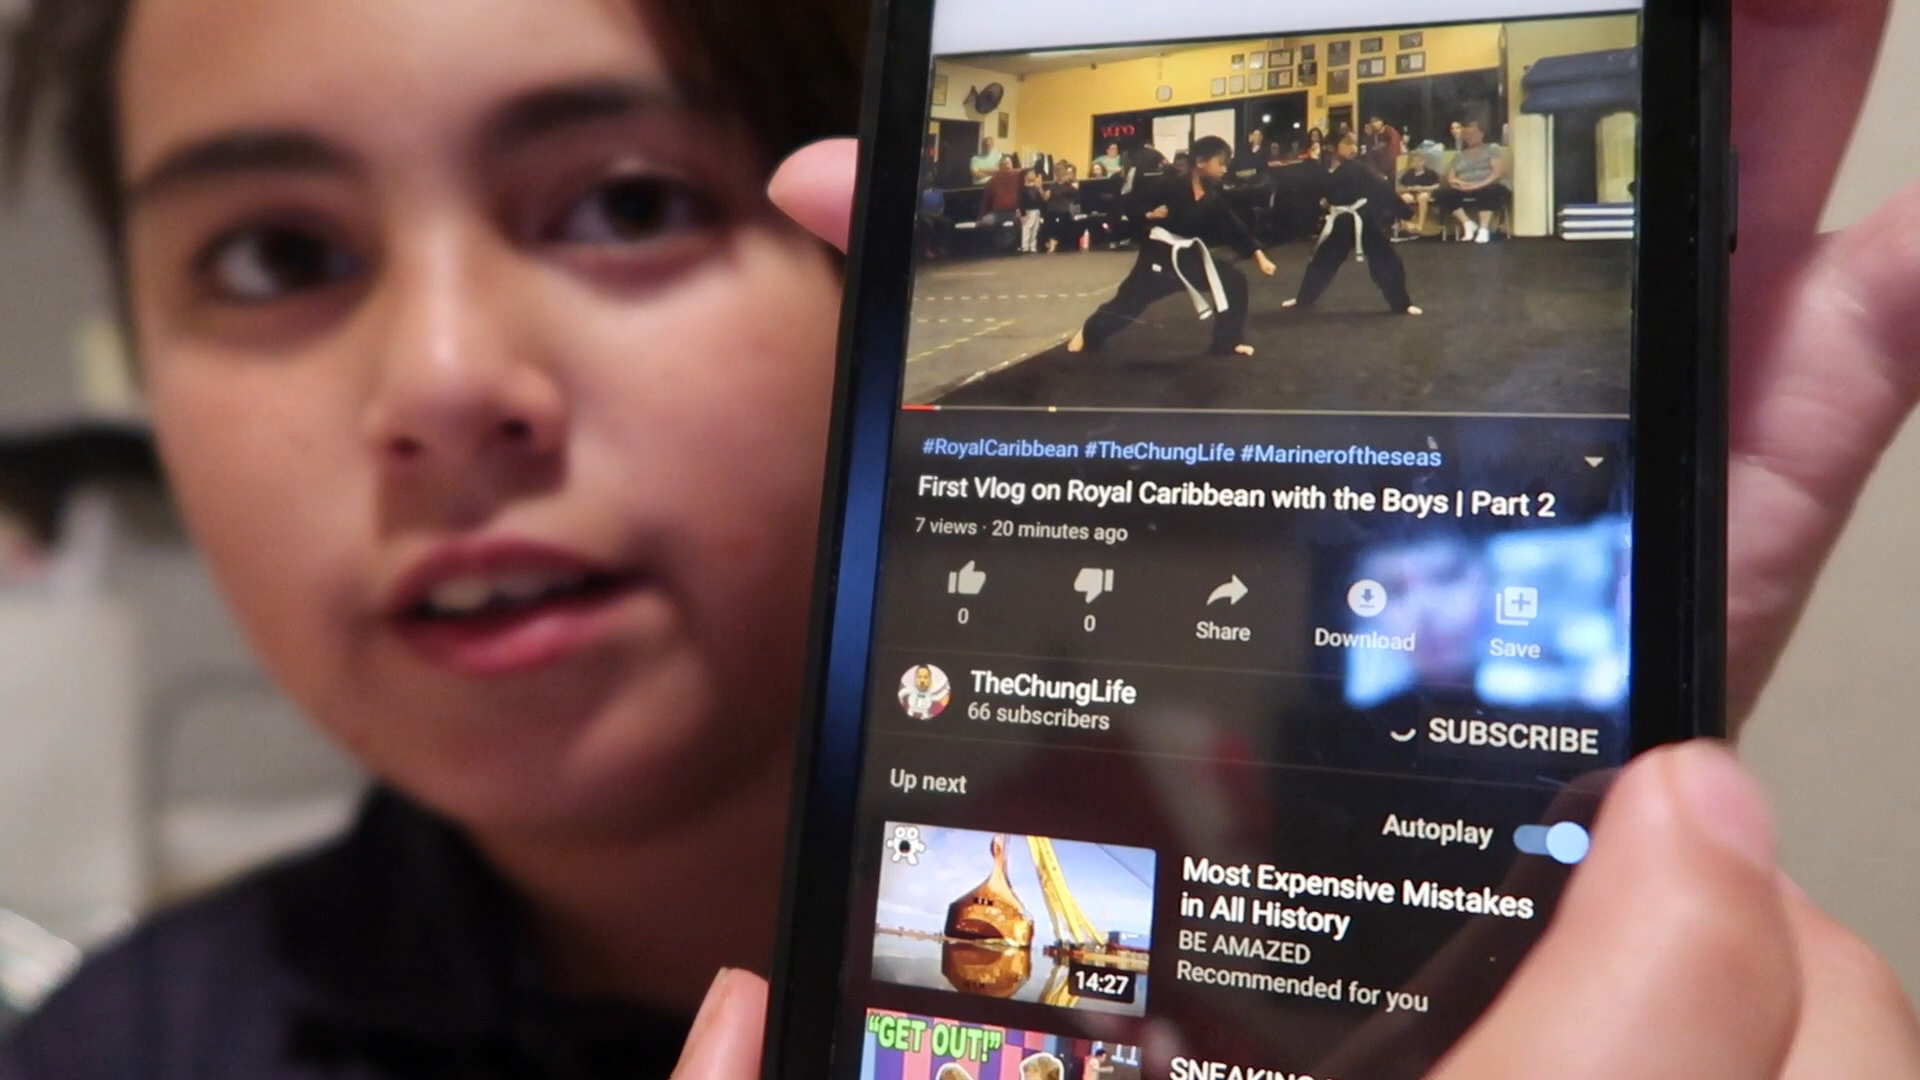 #RoyalCaribbean #TheChungLife #Marineroftheseas
First Vlog on Royal Caribbean with the Boys | Part 2
7 views · 20 minutes ago
0
0
Share
Download
Save
TheChungLife
66 subscribers
SUBSCRIBE
Up next
Autoplay
Most Expensive Mistakes
in All History
BE AMAZED
Recommended for you
14:27
"GET OUT!"
SNEAKING